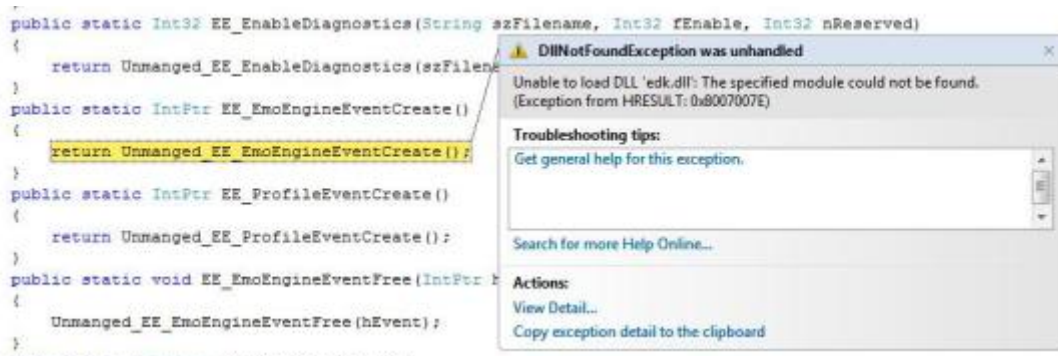 public static Int32 EE_EnableDiagnostics(String szFilename, Int32 fEnable, Int32 nReserved)
{
return Unmanged_EE_EnableDiagnostics(szFilena
}
public static IntPtr EE_EmoEngineEventCreate()
{
return Unmanged_EE_EmoEngineEventCreate();
}
public static IntPtr EE_ProfileEventCreate()
{
return Unmanged_EE_ProfileEventCreate();
}
public static void EE_EmoEngineEventFree(IntPtr h
{
Unmanged_EE_EmoEngineEventFree(hEvent);
}
DllNotFoundException was unhandled
Unable to load DLL 'edk.dll': The specified module could not be found.
(Exception from HRESULT: 0x8007007E)
Troubleshooting tips:
Get general help for this exception.
Search for more Help Online...
Actions:
View Detail...
Copy exception detail to the clipboard